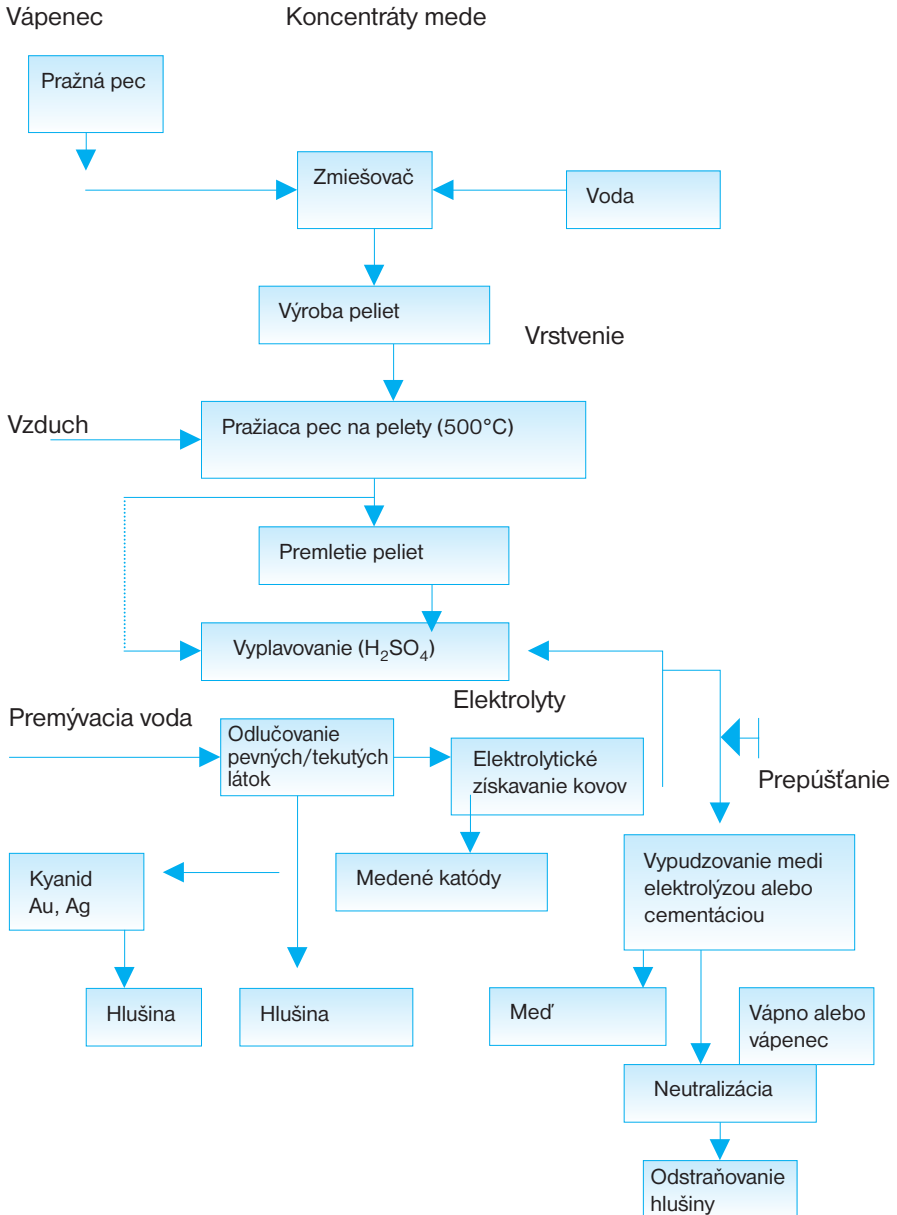 Vápenec
Koncentráty mede
Pražná pec
Zmiešovač
Voda
Výroba peliet
Vrstvenie
Vzduch
Pražiaca pec na pelety (500°C)
Premletie peliet
Vyplavovanie (H₂SO₄)
Elektrolyty
Premývacia voda
Odlučovanie
pevných/tekutých
látok
Elektrolytické
získavanie kovov
Prepúšťanie
Kyanid
Au, Ag
Medené katódy
Vypudzovanie medi
elektrolýzou alebo
cementáciou
Hlušina
Hlušina
Meď
Vápno alebo
vápenec
Neutralizácia
Odstraňovanie
hlušiny